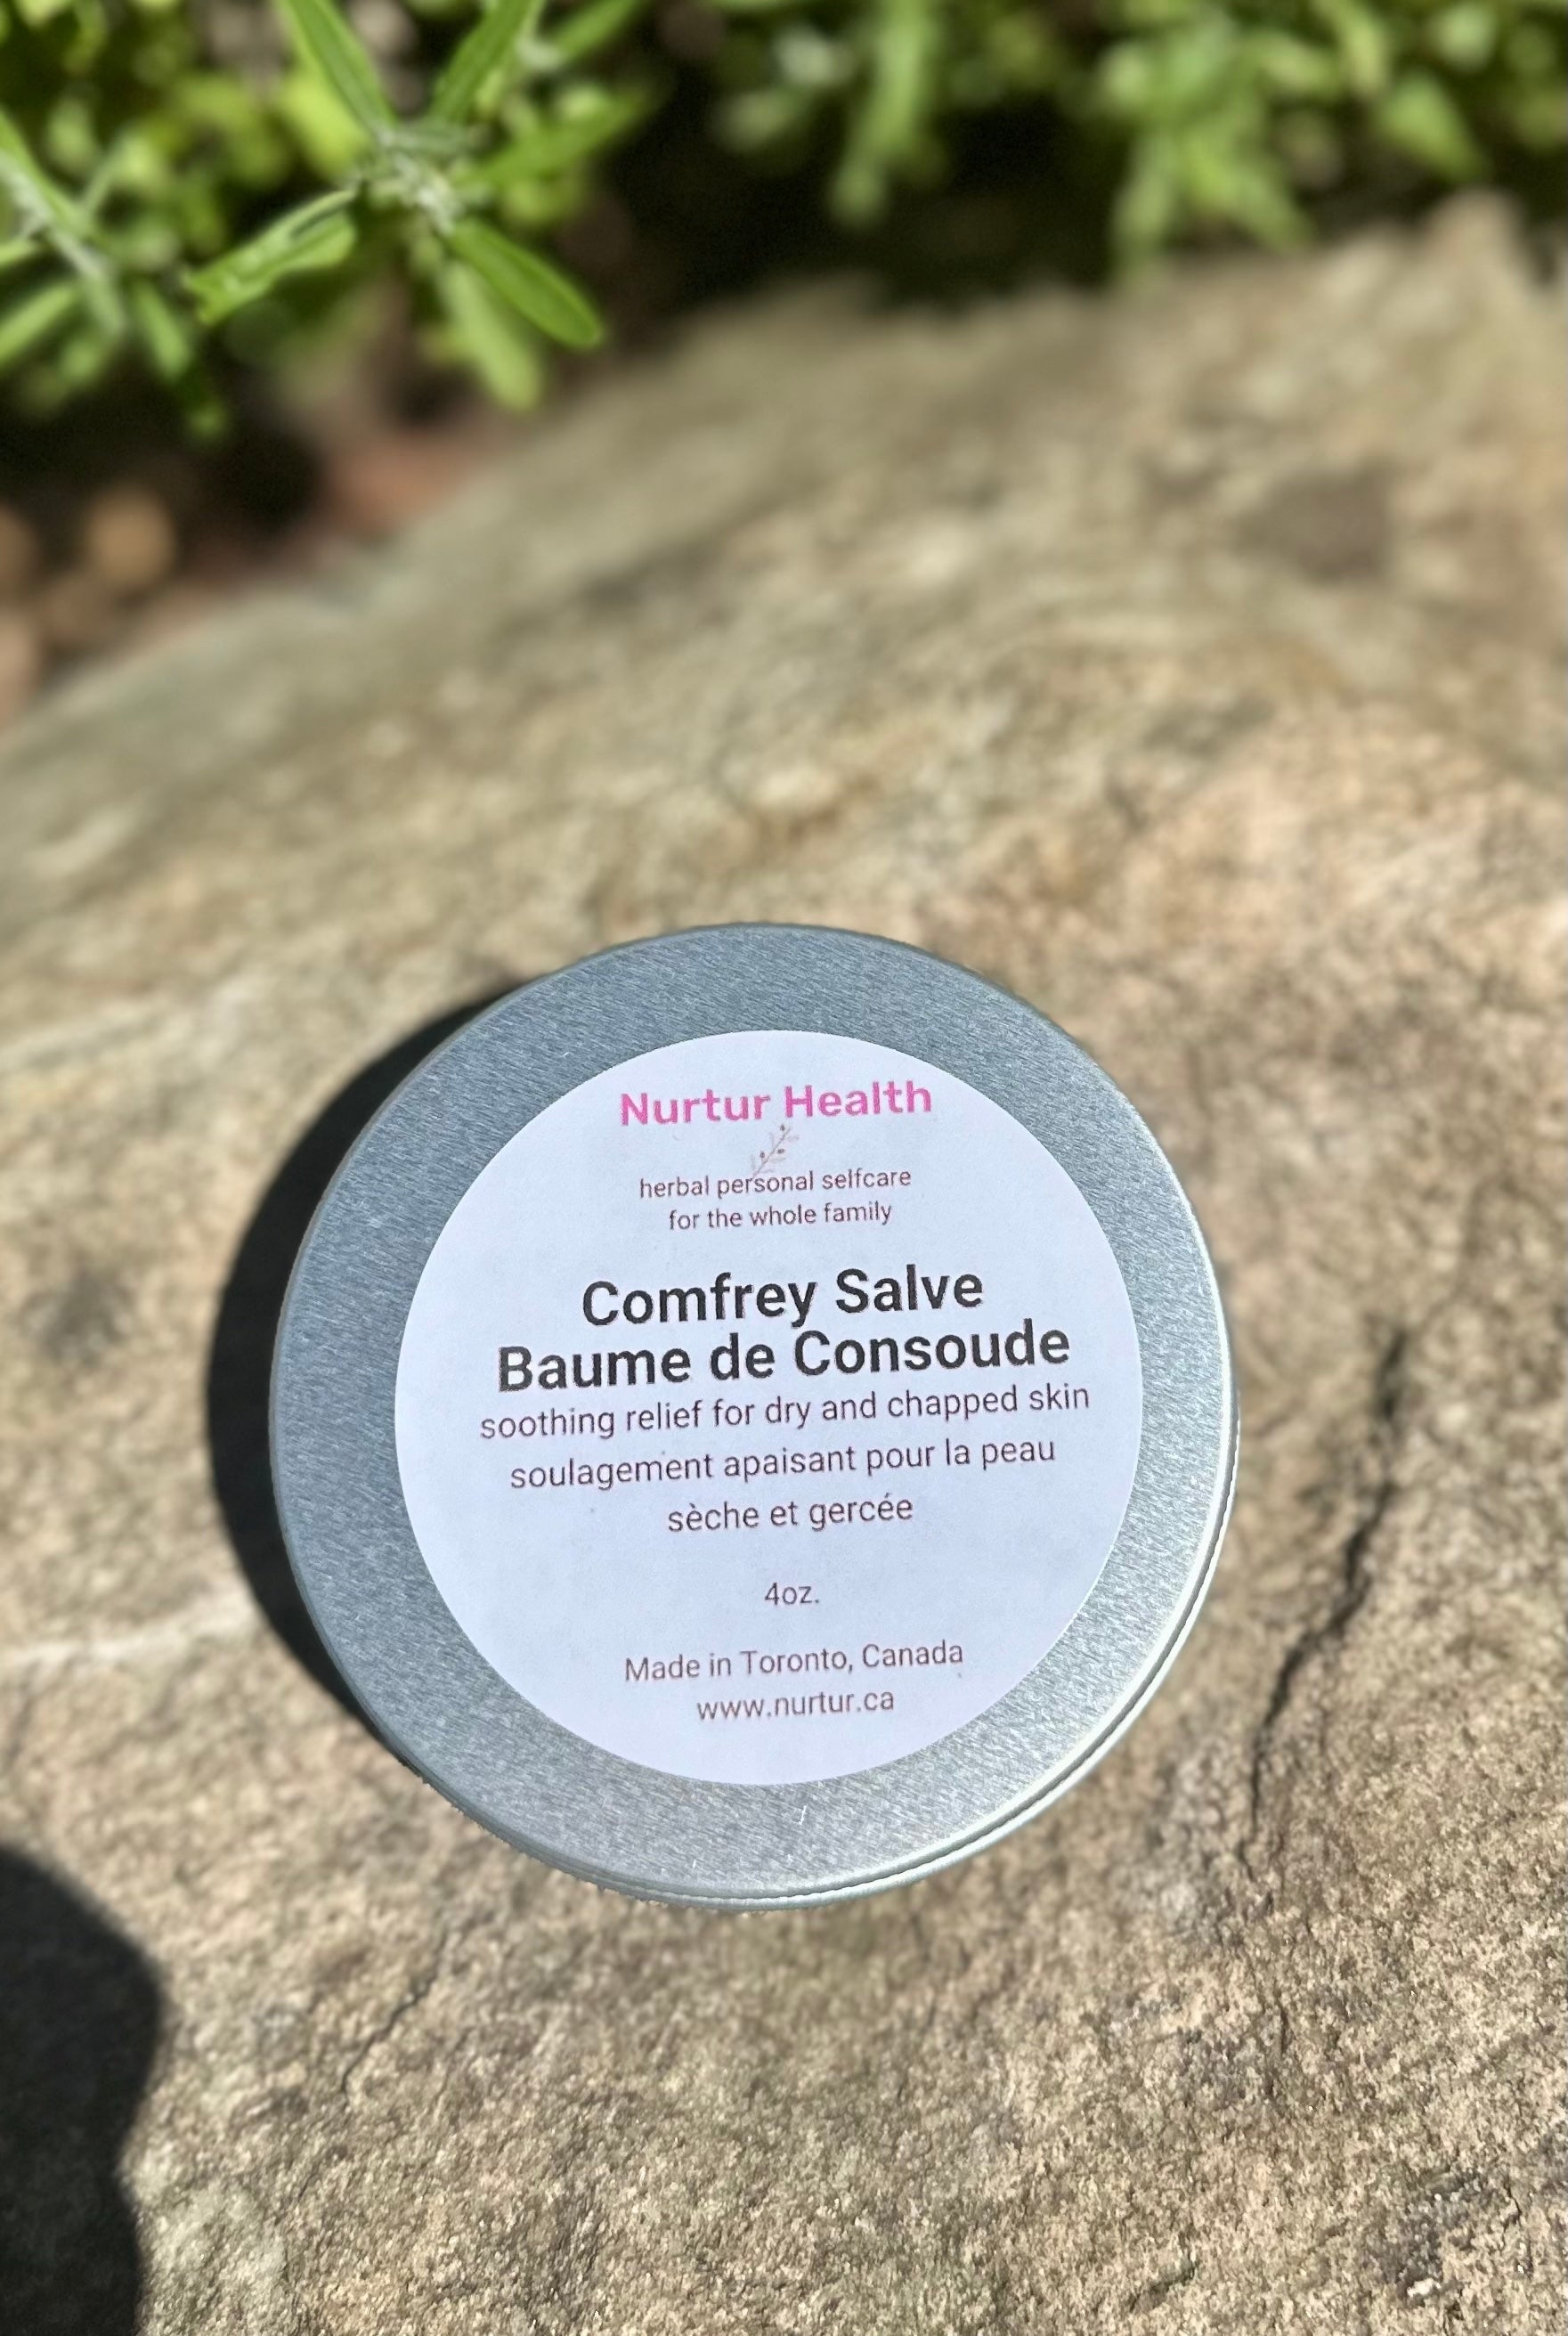 Nurtur Health
herbal personal selfcare
for the whole family
Comfrey Salve
Baume de Consoude
soothing relief for dry and chapped skin
soulagement apaisant pour la peau
sèche et gercée
4oz.
Made in Toronto, Canada
www.nurtur.ca